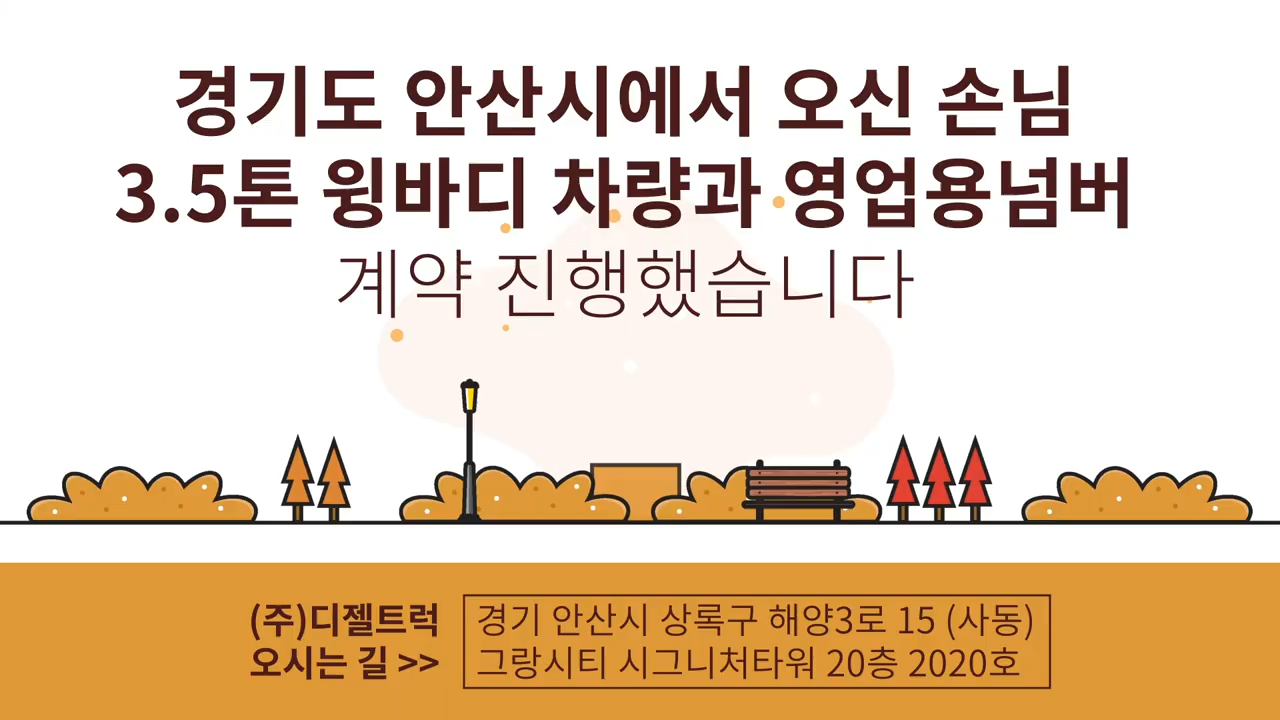 경기도 안산시에서 오신 손님
3.5톤 윙바디 차량과 영업용넘버
계약 진행했습니다
(주)디젤트럭
오시는 길 >>
경기 안산시 상록구 해양3로 15 (사동)
그랑시티 시그니처타워 20층 2020호